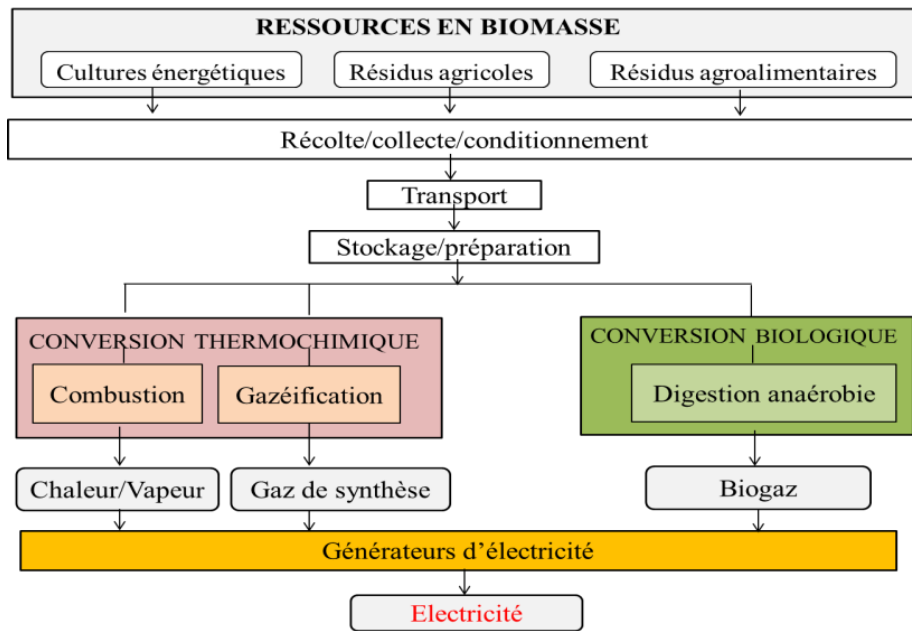 RESSOURCES EN BIOMASSE
Cultures énergétiques
Résidus agricoles
Résidus agroalimentaires
Récolte/collecte/conditionnement
Transport
Stockage/préparation
CONVERSION THERMOCHIMIQUE
CONVERSION BIOLOGIQUE
Combustion
Gazéification
Digestion anaérobie
Chaleur/Vapeur
Gaz de synthèse
Biogaz
Générateurs d’électricité
Electricité